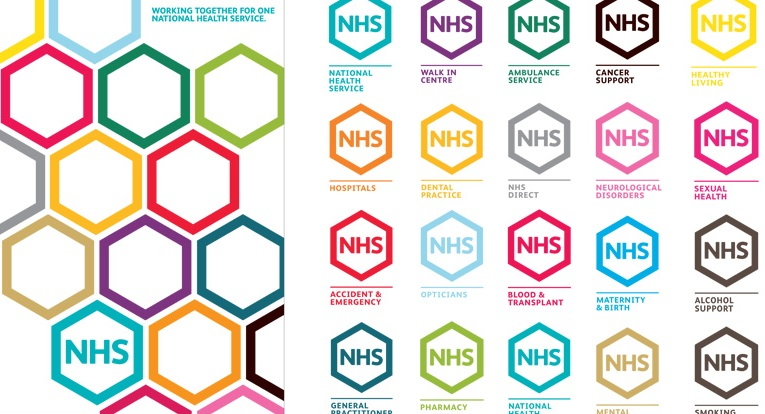 WORKING TOGETHER FOR ONE
NATIONAL HEALTH SERVICE.
NHS
NHS
NATIONAL
HEALTH
SERVICE
NHS
WALK IN
CENTRE
NHS
AMBULANCE
SERVICE
NHS
CANCER
SUPPORT
NHS
HEALTHY
LIVING
NHS
HOSPITALS
NHS
DENTAL
PRACTICE
NHS
NHS
DIRECT
NHS
NEUROLOGICAL
DISORDERS
NHS
SEXUAL
HEALTH
NHS
ACCIDENT &
EMERGENCY
NHS
OPTICIANS
NHS
BLOOD &
TRANSPLANT
NHS
MATERNITY
& BIRTH
NHS
ALCOHOL
SUPPORT
NHS
GENERAL
PRACTITIONER
NHS
PHARMACY
NHS
NATIONAL
HEALTH
NHS
MENTAL
NHS
SMOKING